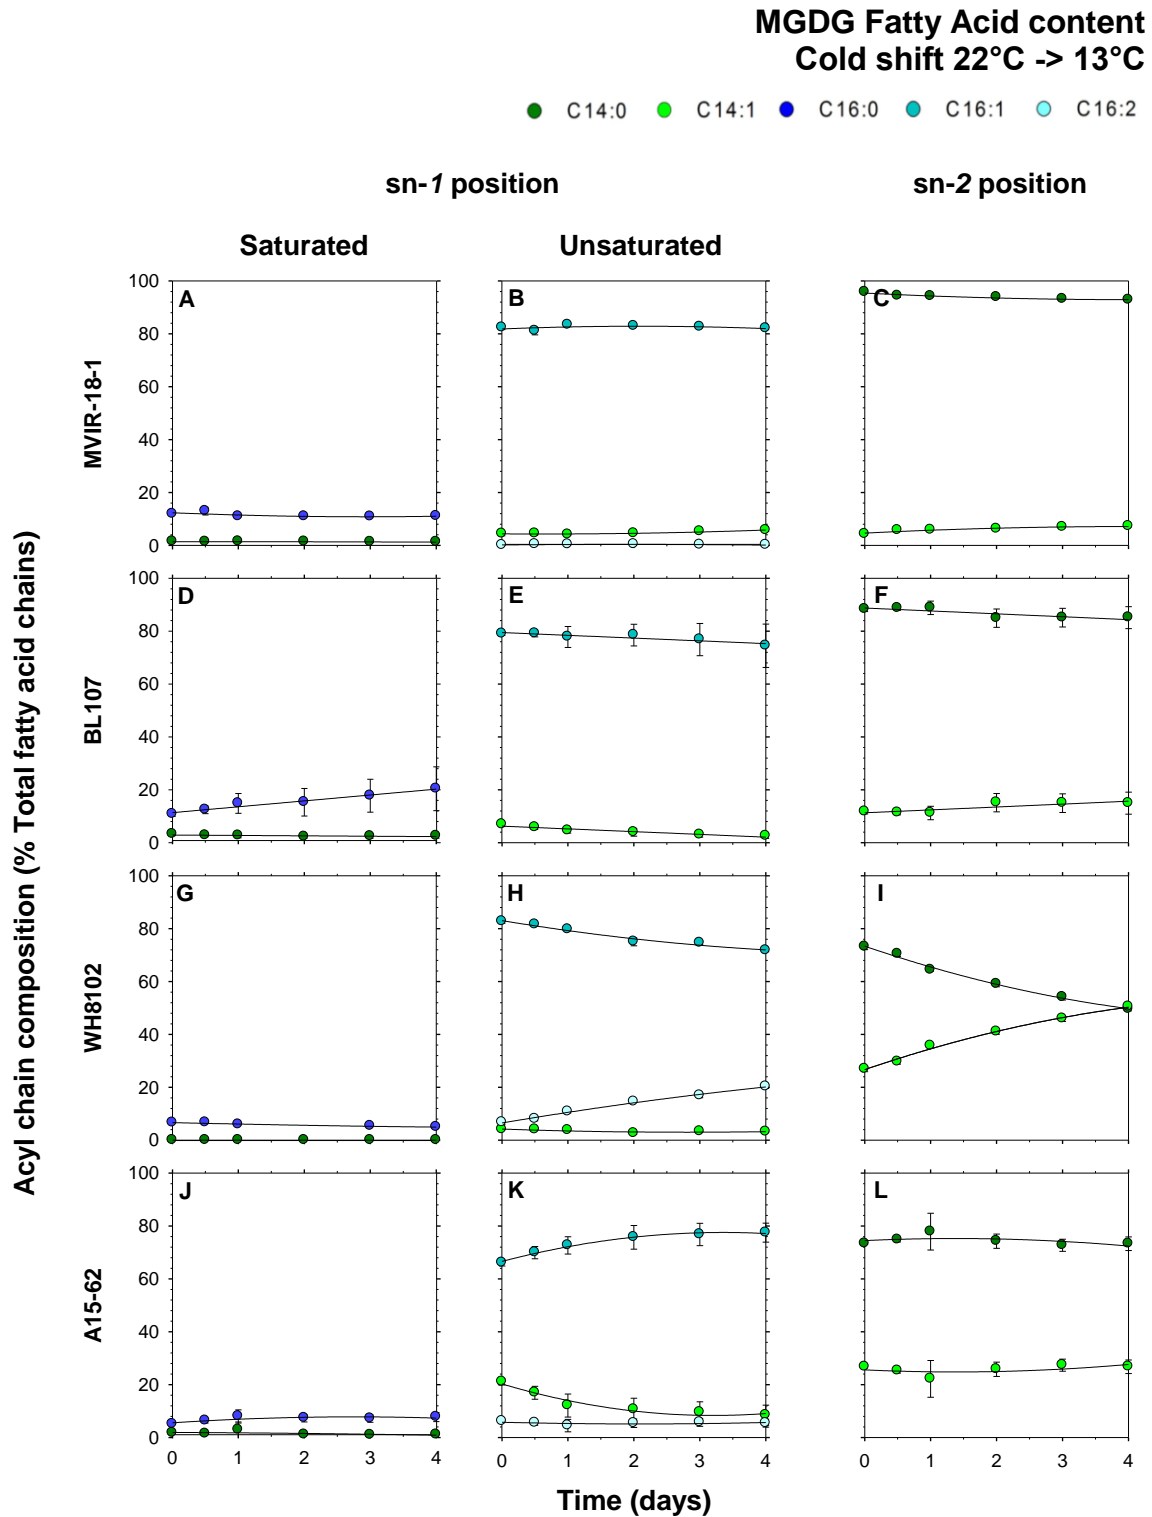 MGDG Fatty Acid content
Cold shift 22°C -> 13°C
C14:0 C14:1 C16:0 C16:1 C16:2
sn-1 position sn-2 position
Saturated Unsaturated
Acyl chain composition (% Total fatty acid chains)
MVIR-18-1
100
80
60
40
20
0
A B C
BL107
100
80
60
40
20
0
D E F
WH8102
100
80
60
40
20
0
G H I
A15-62
100
80
60
40
20
0
J K L
0 1 2 3 4 0 1 2 3 4 0 1 2 3 4
Time (days)